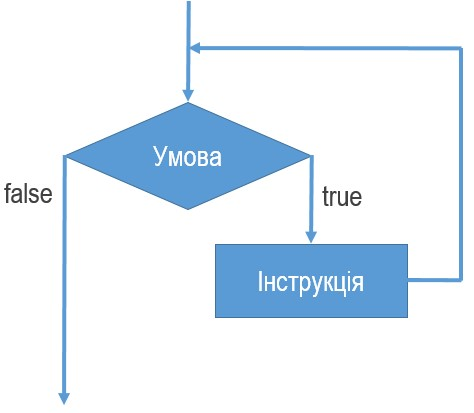 Умова
false
true
Інструкція